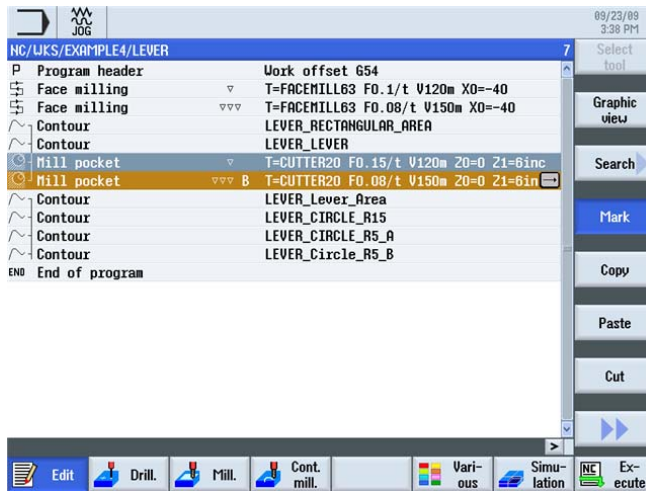 JOG
09/23/09
3:38 PM
NC/WKS/EXAMPLE4/LEVER 7
P Program header Work offset G54
Face milling ▽ T=FACEMILL63 F0.1/t V120m X0=-40
Face milling ▽▽▽ T=FACEMILL63 F0.08/t V150m X0=-40
Contour LEVER_RECTANGULAR_AREA
Contour LEVER_LEVER
Mill pocket ▽ T=CUTTER20 F0.15/t V120m Z0=0 Z1=6inc
Mill pocket ▽▽▽ B T=CUTTER20 F0.08/t V150m Z0=0 Z1=6in
Contour LEVER_Lever_Area
Contour LEVER_CIRCLE_R15
Contour LEVER_CIRCLE_R5_A
Contour LEVER_Circle_R5_B
END End of program
Select
tool
Graphic
view
Search
Mark
Copy
Paste
Cut
Edit
Drill.
Mill.
Cont.
mill.
Vari-
ous
Simu-
lation
NC
Ex-
ecute